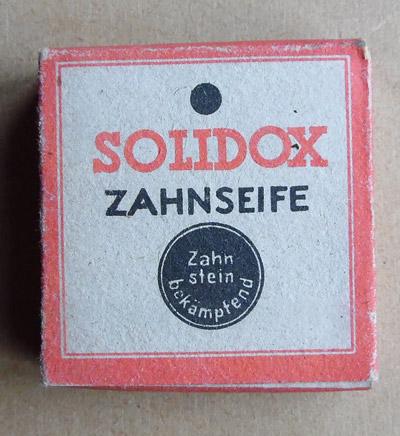 SOLIDOX
ZAHNSEIFE
Zahn
stein
bekämpfend